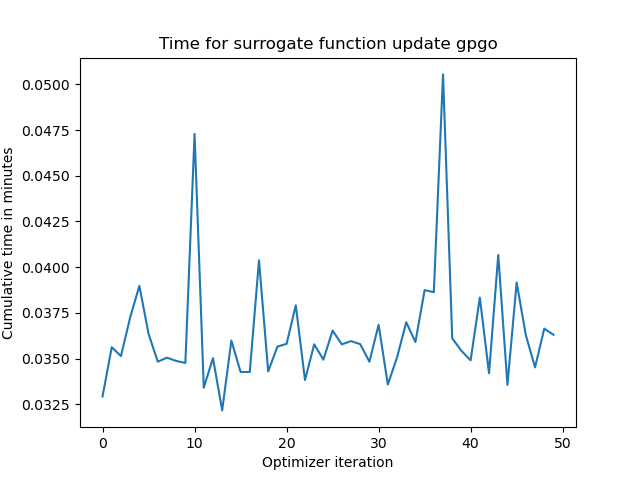 Time for surrogate function update gpgo
Cumulative time in minutes
0.0500
0.0475
0.0450
0.0425
0.0400
0.0375
0.0350
0.0325
0 10 20 30 40 50
Optimizer iteration